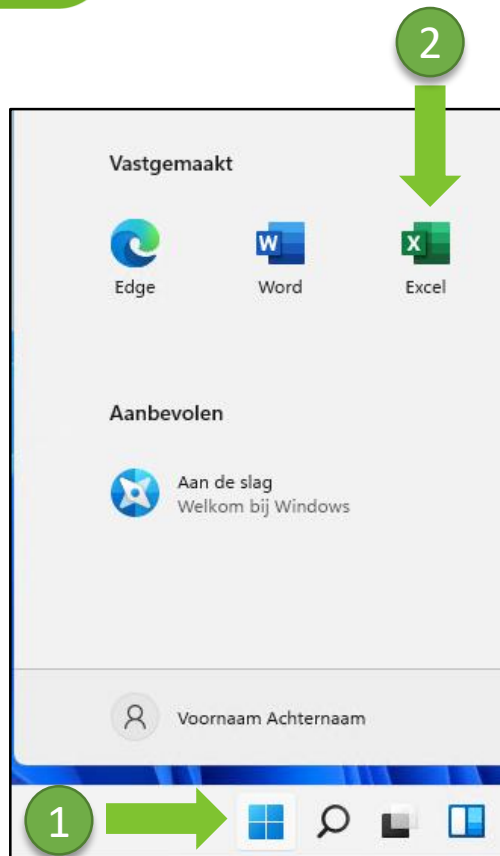 2
Vastgemaakt
Edge Word Excel
Aanbevolen
Aan de slag
Welkom bij Windows
Voornaam Achternaam
1